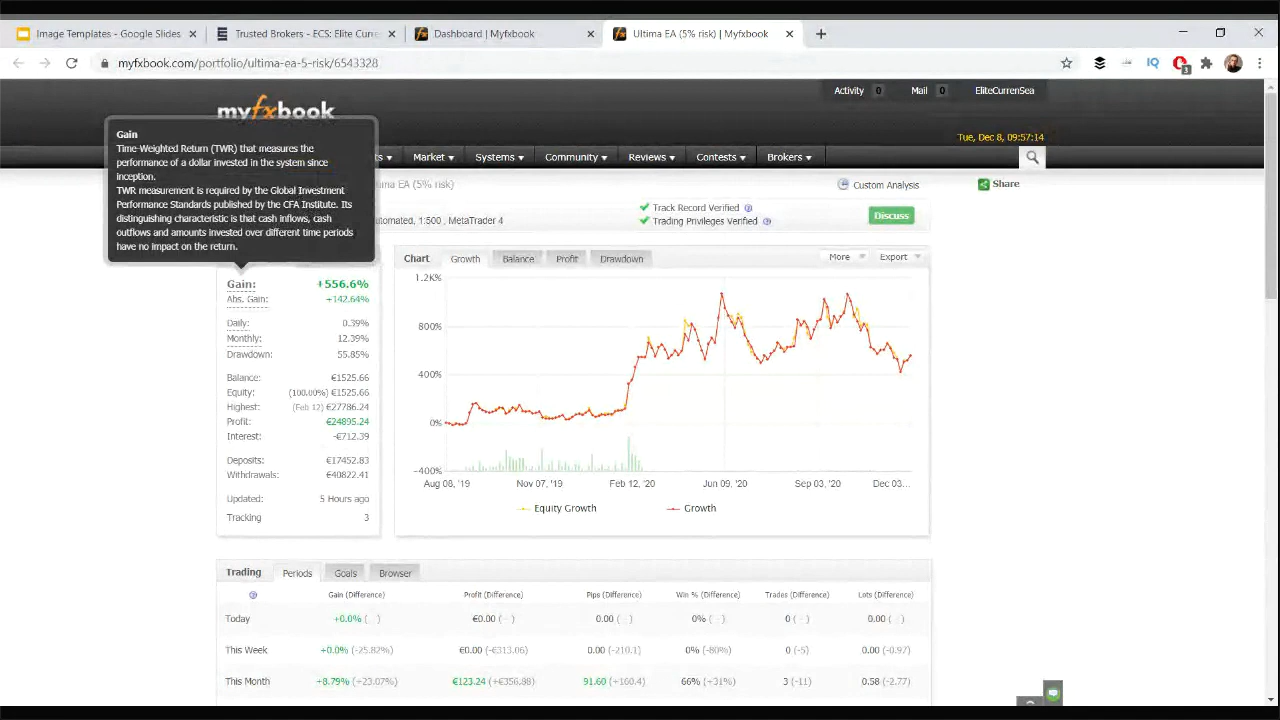 Image Templates - Google Slides
Trusted Brokers - ECS: Elite Curre
Dashboard | Myfxbook
Ultima EA (5% risk) | Myfxbook
myfxbook.com/portfolio/ultima-ea-5-risk/6543328
IQ
3
myfxbook
Activity 0
Mail 0
EliteCurrenSea
Tue, Dec 8, 09:57:14
Market
Systems
Community
Reviews
Contests
Brokers
Gain
Time-Weighted Return (TWR) that measures the
performance of a dollar invested in the system since
inception.
TWR measurement is required by the Global Investment
Performance Standards published by the CFA Institute. Its
distinguishing characteristic is that cash inflows, cash
outflows and amounts invested over different time periods
have no impact on the return.
EA (5% risk)
Custom Analysis
Share
1:500 , MetaTrader 4
Track Record Verified
Trading Privileges Verified
Discuss
Gain: +556.6%
Abs. Gain: +142.64%
Daily: 0.39%
Monthly: 12.39%
Drawdown: 55.85%
Balance: €1525.66
Equity: (100.00%) €1525.66
Highest: (Feb 12) €27786.24
Profit: €24895.24
Interest: -€712.39
Deposits: €17452.83
Withdrawals: €40822.41
Updated: 5 Hours ago
Tracking 3
Chart Growth Balance Profit Drawdown More Export
1.2K%
800%
400%
0%
-400%
Aug 08, '19 Nov 07, '19 Feb 12, '20 Jun 09, '20 Sep 03, '20 Dec 03...
Equity Growth Growth
Trading Periods Goals Browser
Gain (Difference) Profit (Difference) Pips (Difference) Win % (Difference) Trades (Difference) Lots (Difference)
Today +0.0% ( - ) €0.00 ( - ) 0.00 ( - ) 0% ( - ) 0 ( - ) 0.00 ( - )
This Week +0.0% (-25.82%) €0.00 (-€313.06) 0.00 (-210.1) 0% (-80%) 0 (-5) 0.00 (-0.97)
This Month +8.79% (+23.07%) €123.24 (+€356.88) 91.60 (+160.4) 66% (+31%) 3 (-11) 0.58 (-2.77)